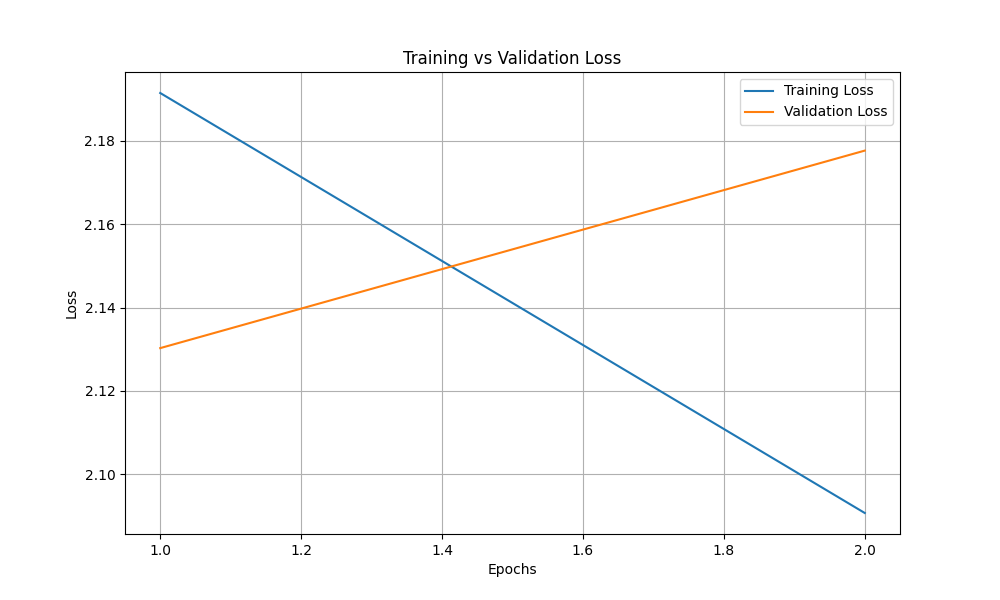 Training vs Validation Loss
Training Loss
Validation Loss
2.18
2.16
2.14
2.12
2.10
Loss
1.0 1.2 1.4 1.6 1.8 2.0
Epochs